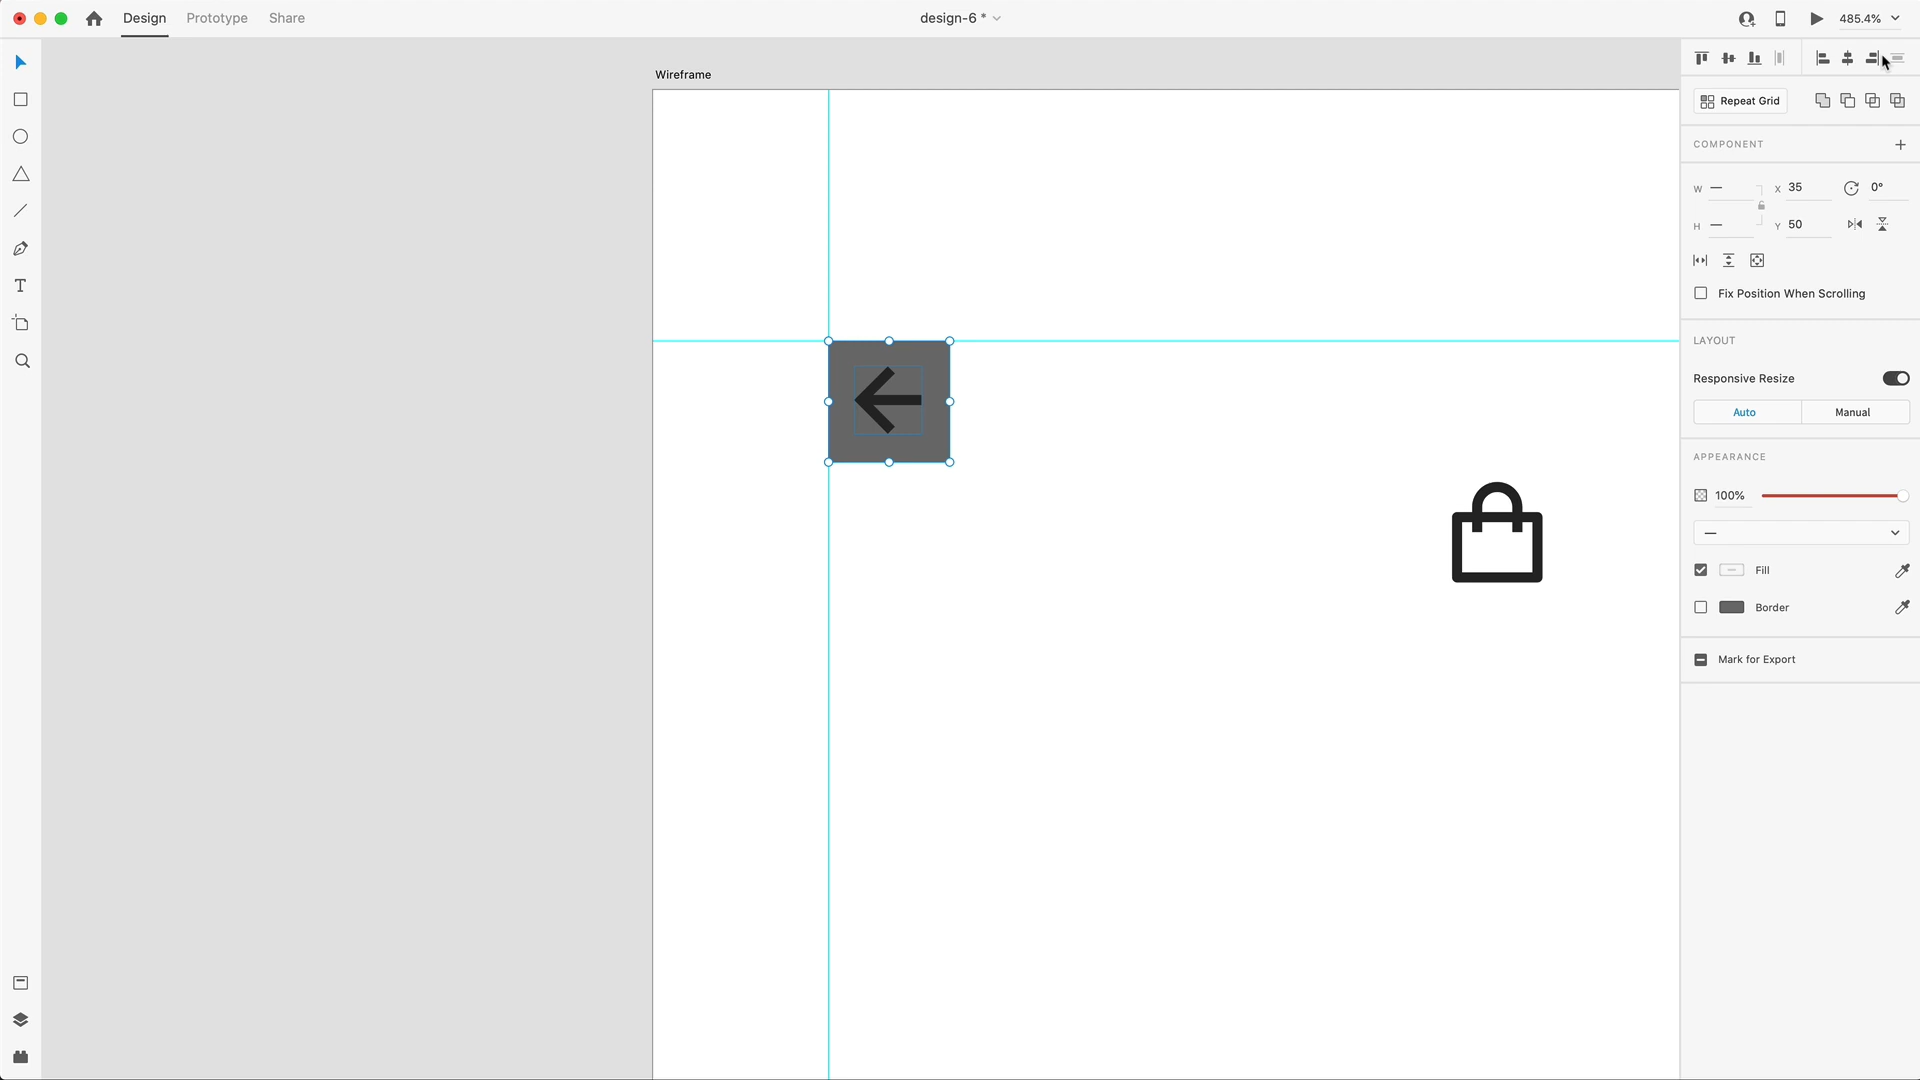 Design
Prototype
Share
design-6 *
485.4%
Wireframe
Repeat Grid
COMPONENT
W —
X 35
0°
H —
Y 50
Fix Position When Scrolling
LAYOUT
Responsive Resize
Auto
Manual
APPEARANCE
100%
—
Fill
Border
Mark for Export
T